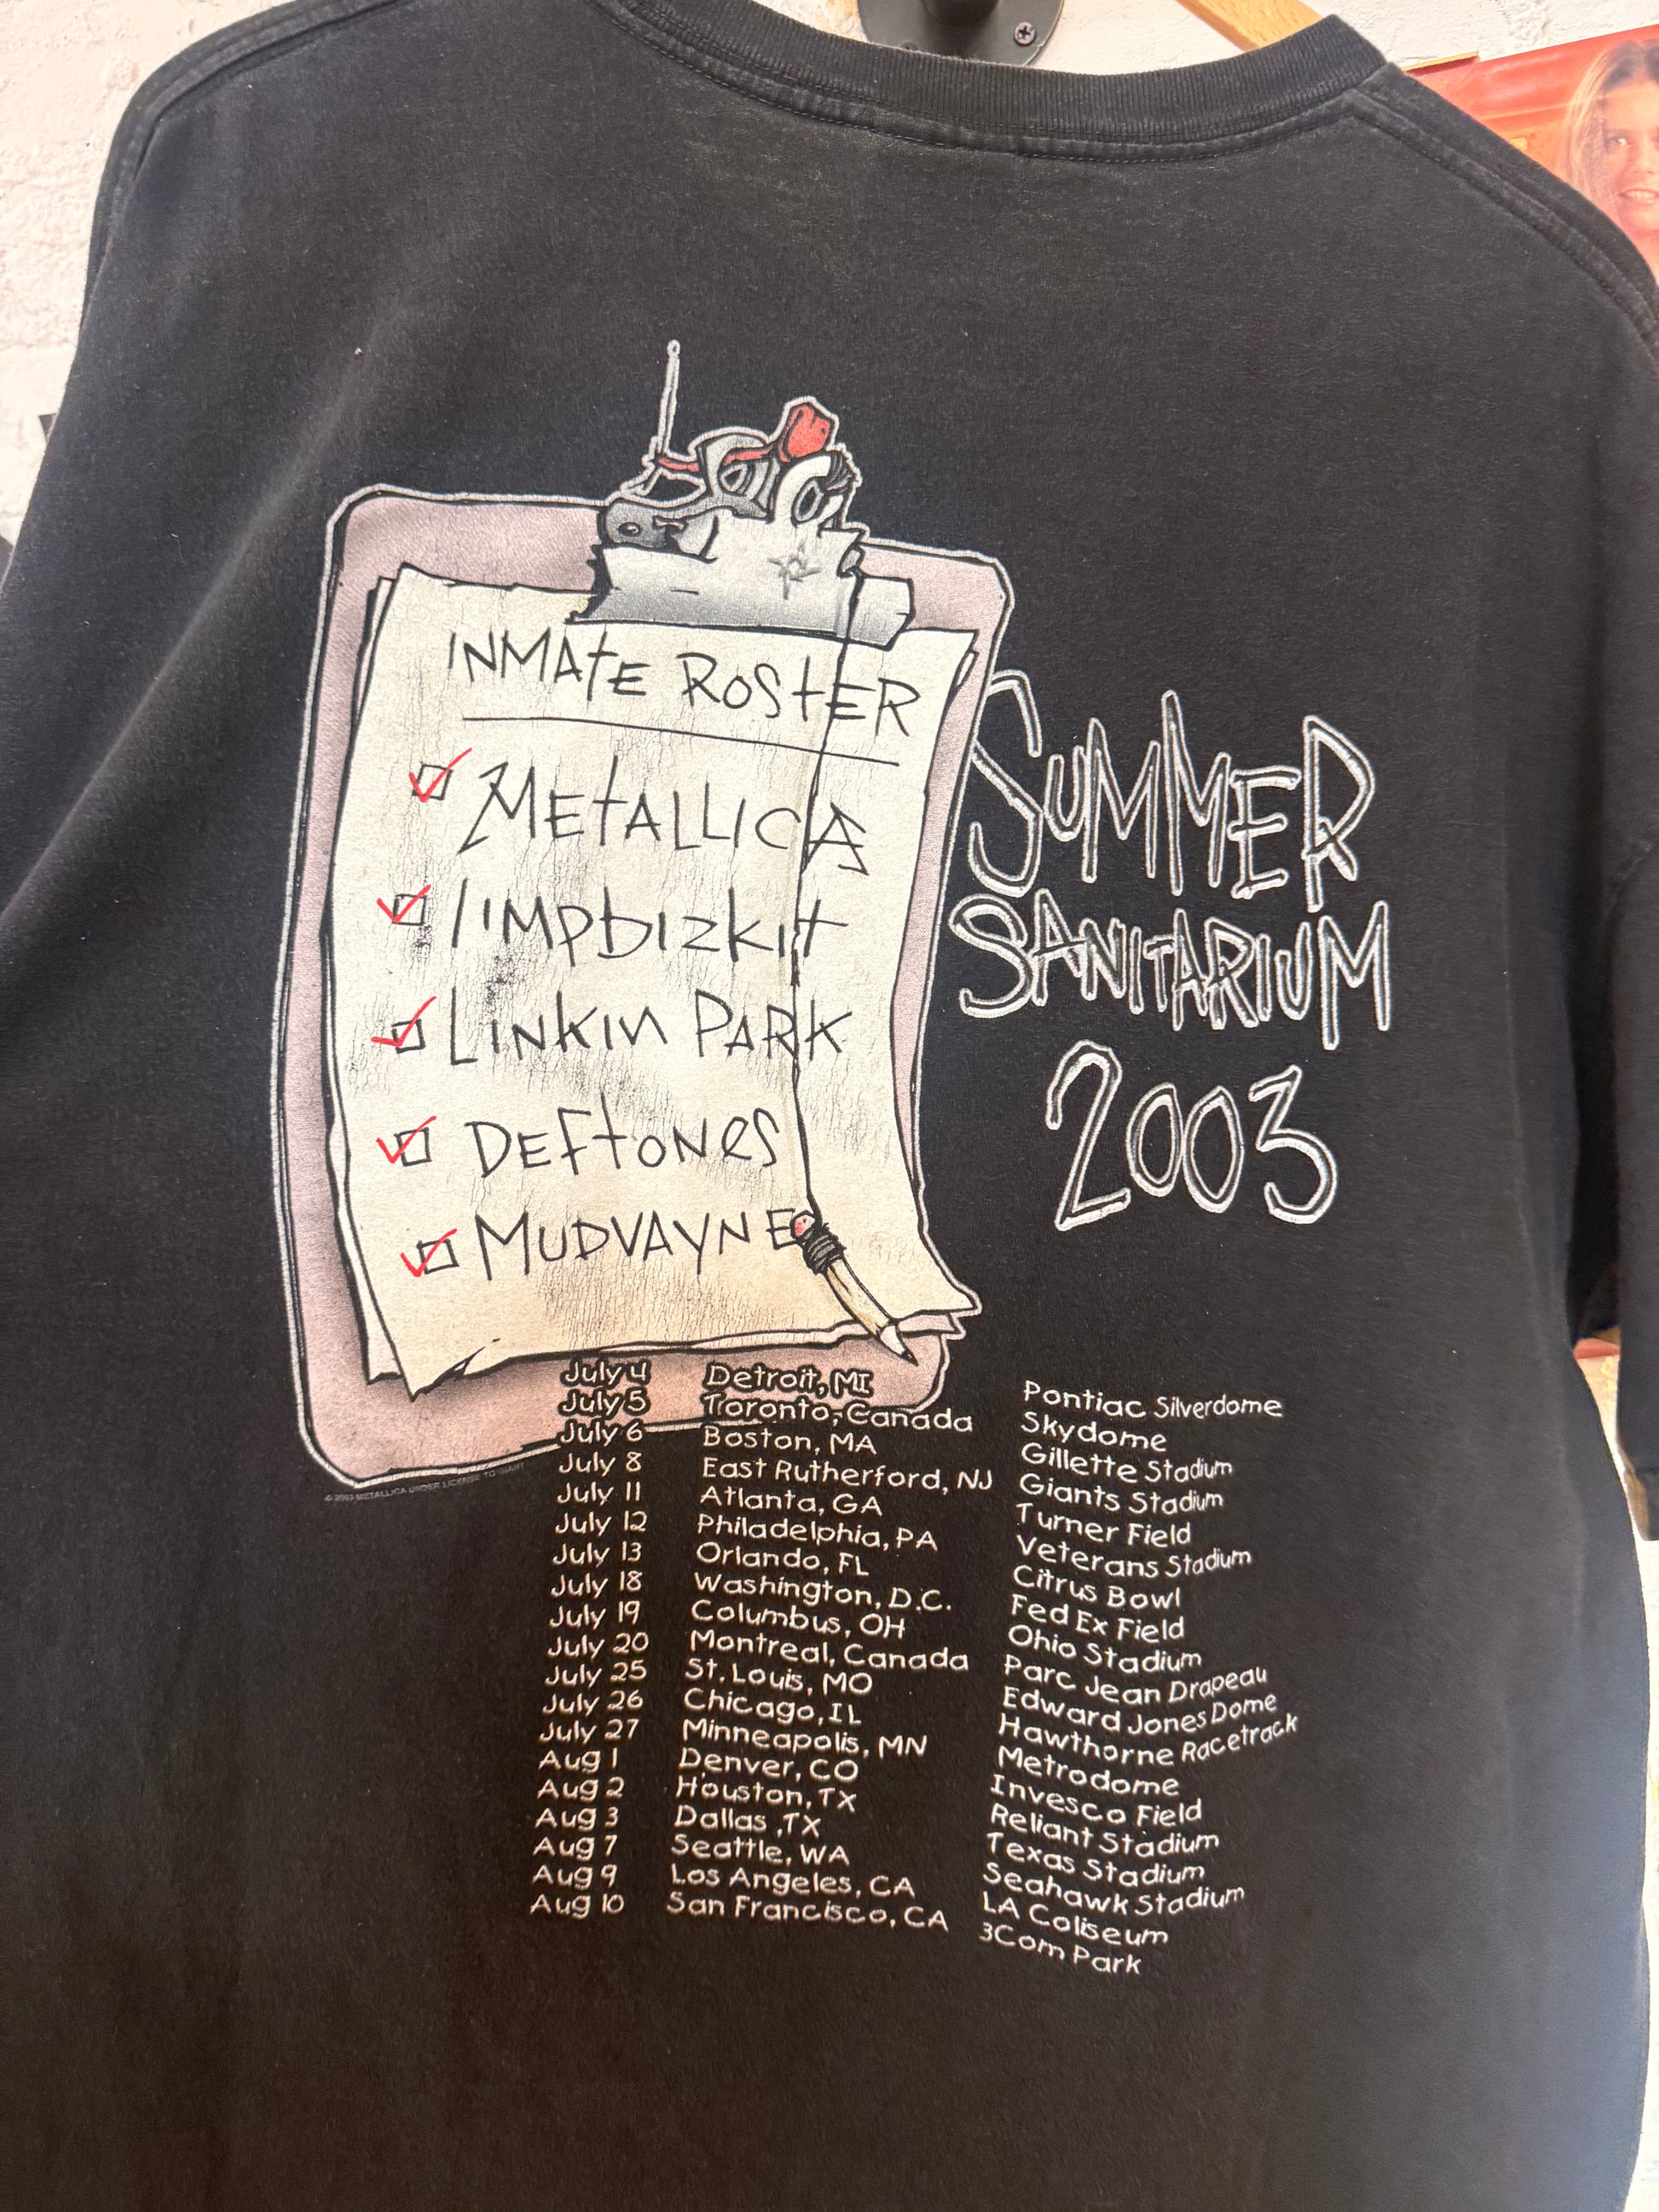 INMATE ROSTER
METALLICA
limpbizkit
LINKIN PARK
DEFTONES
MUDVAYNE
SUMMER
SANITARIUM
2003
July 4 Detroit, MI Pontiac Silverdome
July 5 Toronto, Canada Skydome
July 6 Boston, MA Gillette Stadium
July 8 East Rutherford, NJ Giants Stadium
July 11 Atlanta, GA Turner Field
July 12 Philadelphia, PA Veterans Stadium
July 13 Orlando, FL Citrus Bowl
July 18 Washington, D.C. Fed Ex Field
July 19 Columbus, OH Ohio Stadium
July 20 Montreal, Canada Parc Jean Drapeau
July 25 St. Louis, MO Edward Jones Dome
July 26 Chicago, IL Hawthorne Racetrack
July 27 Minneapolis, MN Metrodome
Aug 1 Denver, CO Invesco Field
Aug 2 Houston, TX Reliant Stadium
Aug 3 Dallas ,TX Texas Stadium
Aug 7 Seattle, WA Seahawk Stadium
Aug 9 Los Angeles, CA LA Coliseum
Aug 10 San Francisco, CA 3Com Park
© 2003 METALLICA UNDER LICENSE TO GIANT